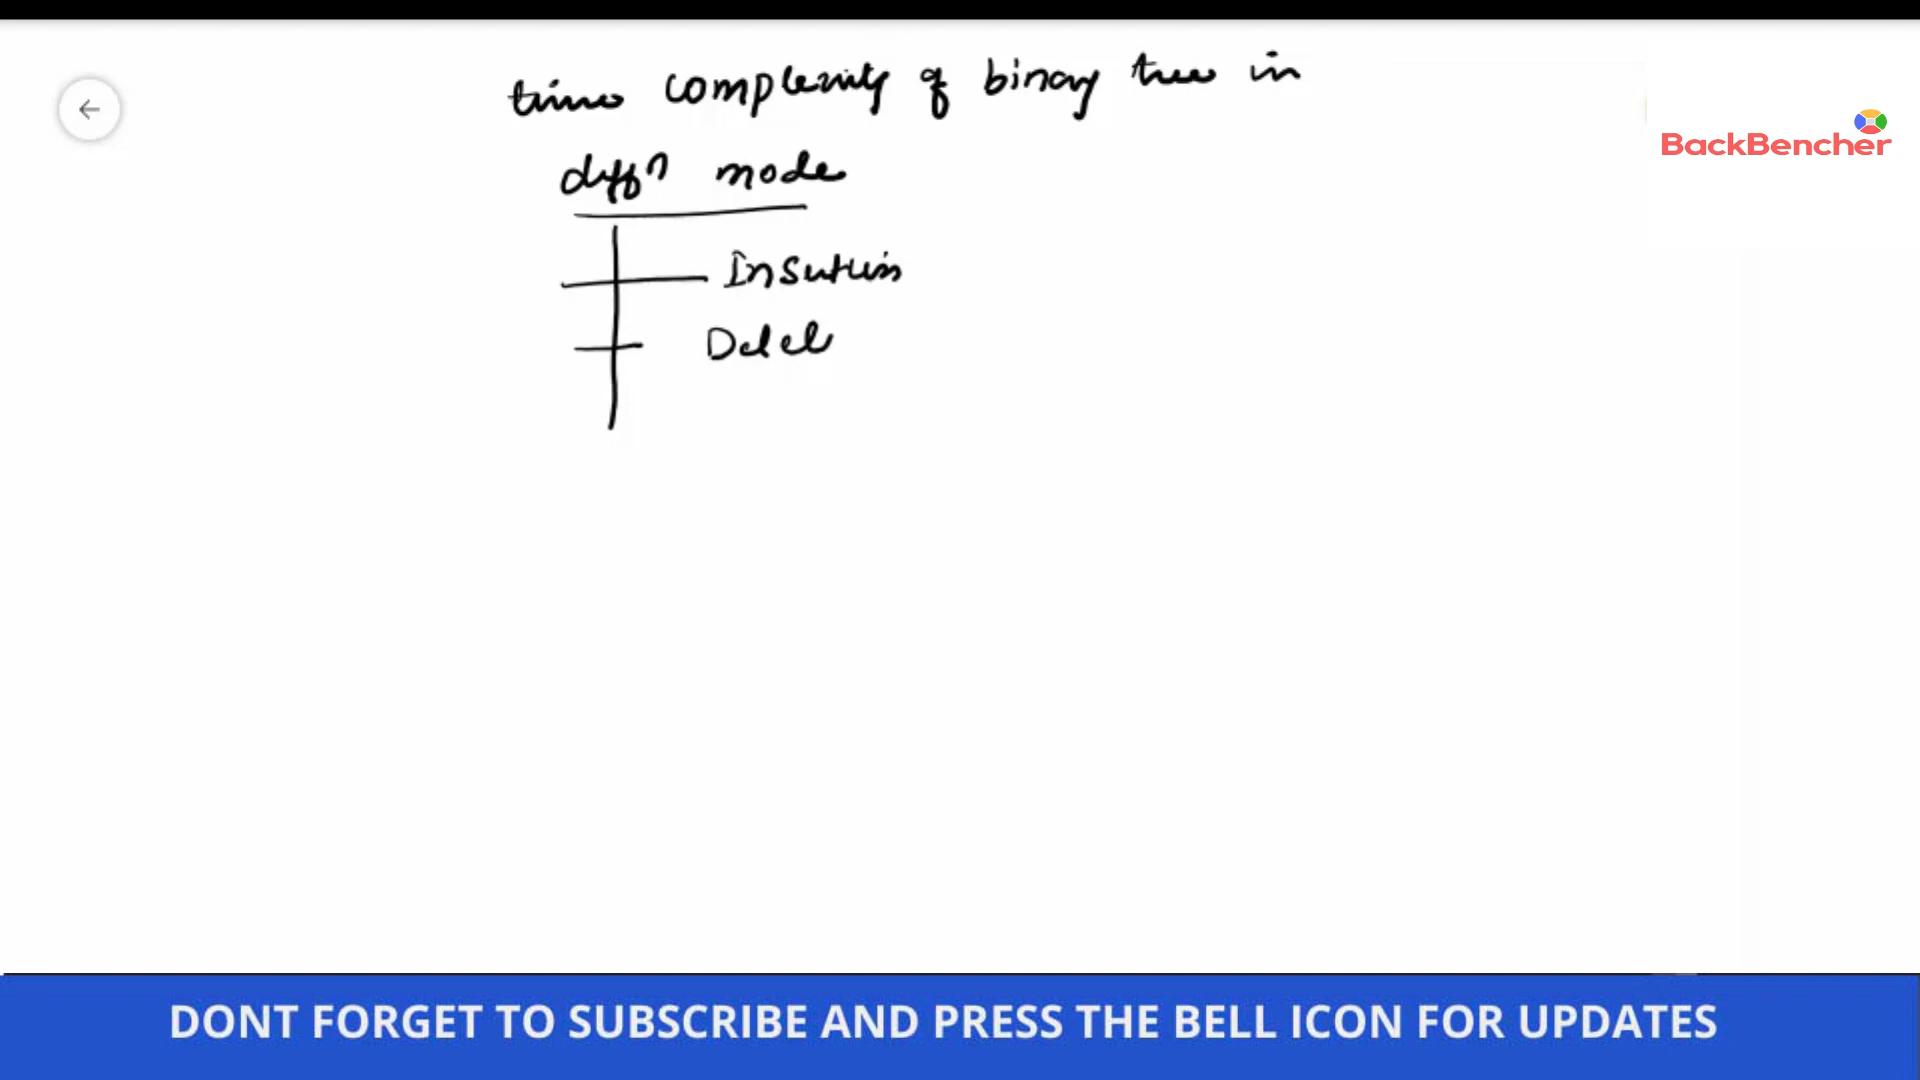 time complexity of binary tree in
BackBencher
diffn mode
Insertion
Delet
DONT FORGET TO SUBSCRIBE AND PRESS THE BELL ICON FOR UPDATES